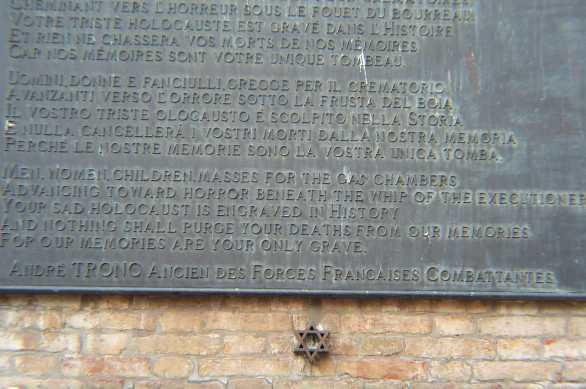 CHEMINANT VERS L'HORREUR SOUS LE FOUET DU BOURREAU
VOTRE TRISTE HOLOCAUSTE EST GRAVÉ DANS L'HISTOIRE
ET RIEN NE CHASSERA VOS MORTS DE NOS MÉMOIRES
CAR NOS MÉMOIRES SONT VOTRE UNIQUE TOMBEAU.
UOMINI, DONNE E FANCIULLI, GREGGE PER IL CREMATORIO
AVANZANTI VERSO L'ORRORE SOTTO LA FRUSTA DEL BOIA
IL VOSTRO TRISTE OLOGAUSTO É SCOLPITO NELLA STORIA
E NULLA CANCELLERÁ I VOSTRI MORTI DALLA NOSTRA MEMORIA
PERCHÉ LE NOSTRE MEMORIE SONO LA VOSTRA UNICA TOMBA.
MEN, NOMEN, CHILDREN, MASSES FOR THE GAS CHAMBERS
ADVANCING TOWARD HORROR BENEATH THE WHIP OF THE EXECUTIONER
YOUR SAD HOLOCAUST IS ENGRAVED IN HISTORY
AND NOTHING SHALL PURGE YOUR DEATHS FROM OUR MEMORIES
FOR OUR MEMORIES ARE YOUR ONLY GRAVE.
ANDRÉ TRONC ANCIEN DES FORCES FRANÇAISES COMBATTANTES